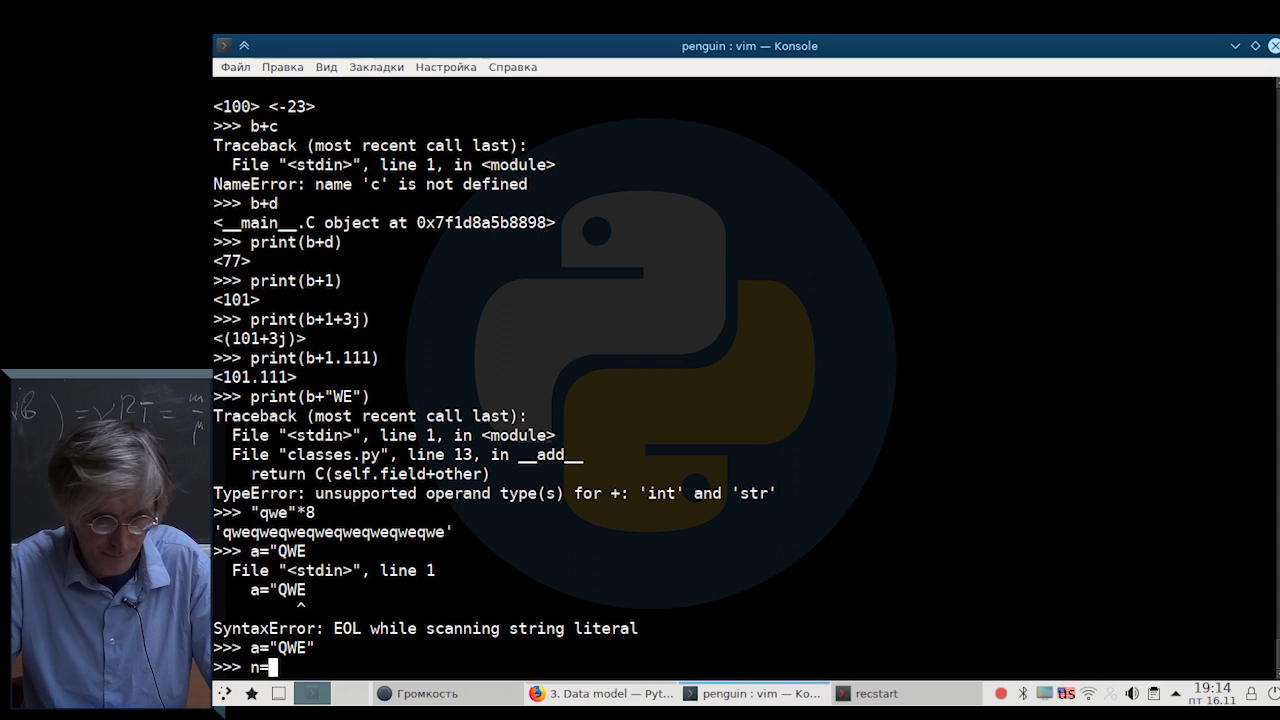 penguin : vim — Konsole
Файл Правка Вид Закладки Настройка Справка
<100> <-23>
>>> b+c
Traceback (most recent call last):
  File "<stdin>", line 1, in <module>
NameError: name 'c' is not defined
>>> b+d
<__main__.C object at 0x7f1d8a5b8898>
>>> print(b+d)
<77>
>>> print(b+1)
<101>
>>> print(b+1+3j)
<(101+3j)>
>>> print(b+1.111)
<101.111>
>>> print(b+"WE")
Traceback (most recent call last):
  File "<stdin>", line 1, in <module>
  File "classes.py", line 13, in __add__
    return C(self.field+other)
TypeError: unsupported operand type(s) for +: 'int' and 'str'
>>> "qwe"*8
'qweqweqweqweqweqweqweqwe'
>>> a="QWE
  File "<stdin>", line 1
    a="QWE
         ^
SyntaxError: EOL while scanning string literal
>>> a="QWE"
>>> n=
Громкость
3. Data model — Pyt...
penguin : vim — Ko...
recstart
us
19:14
пт 16.11